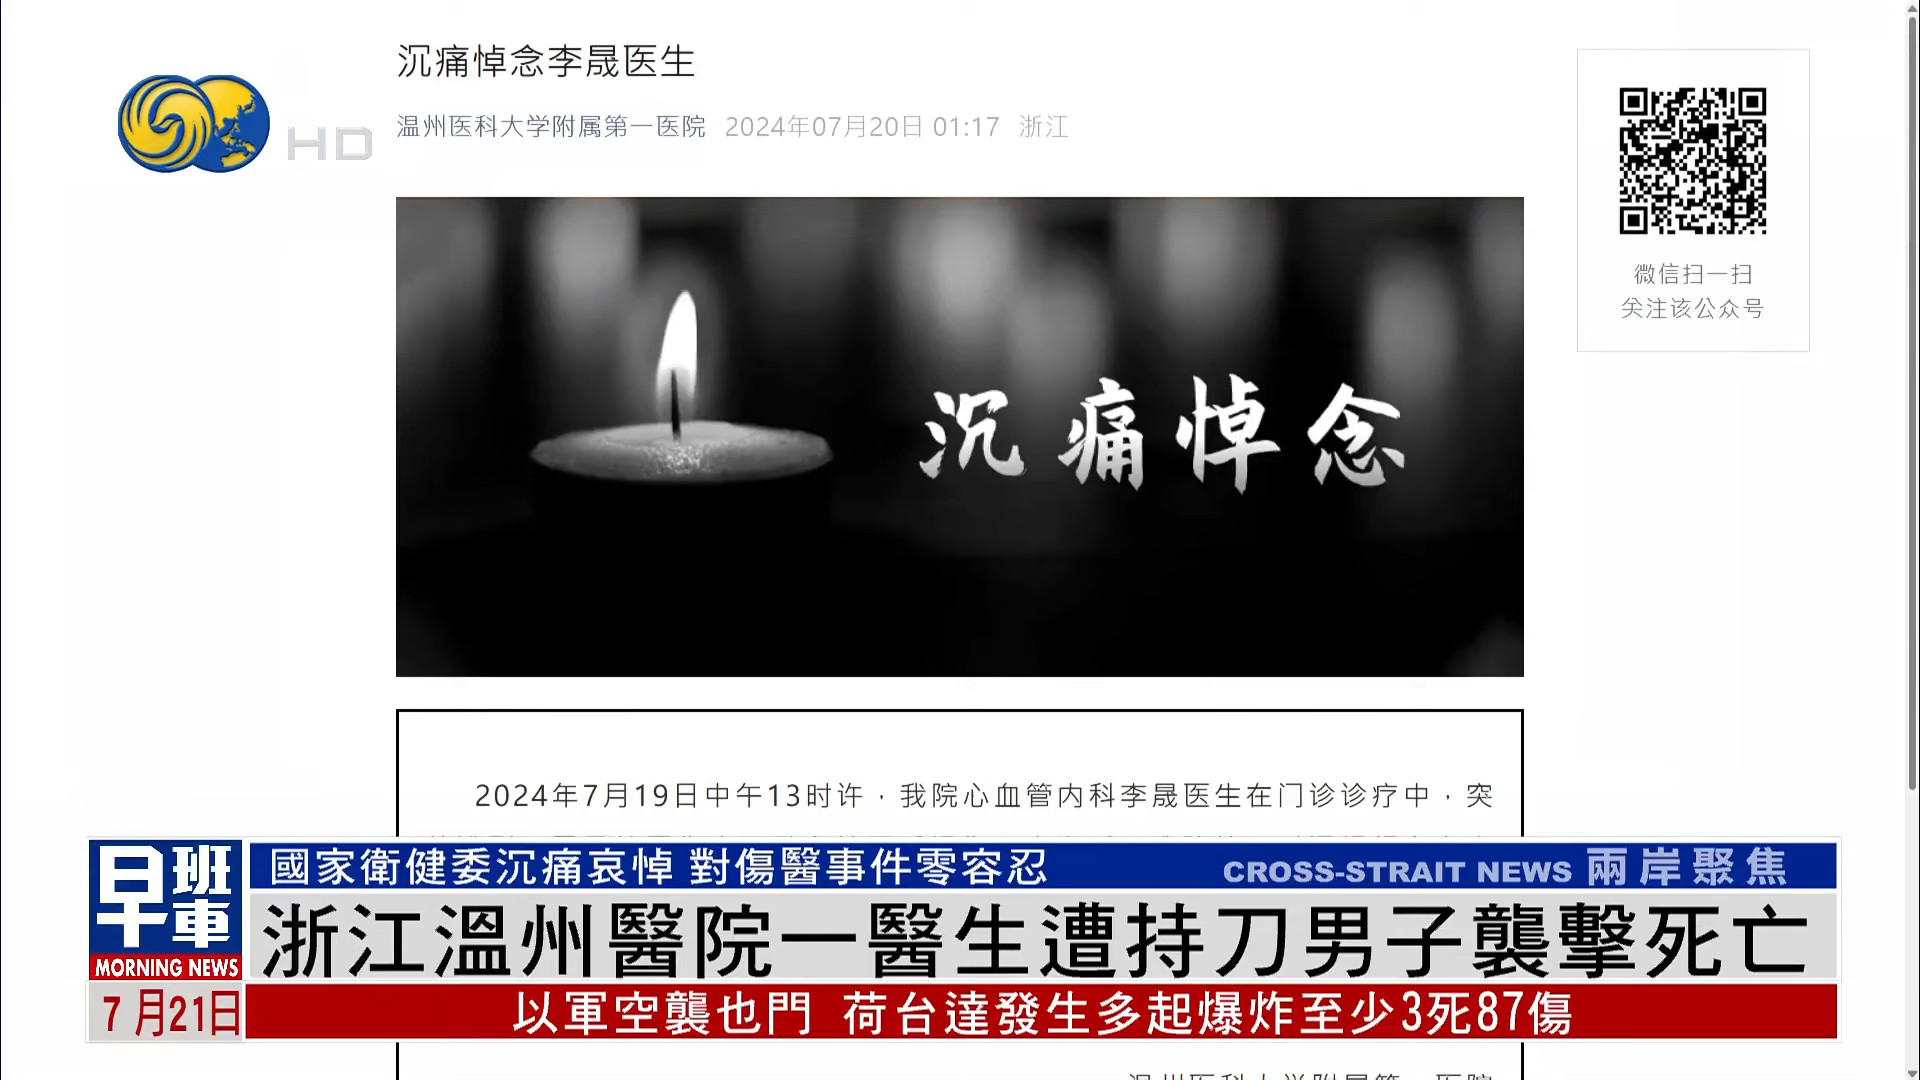 沉痛悼念李晟医生
HD
温州医科大学附属第一医院 2024年07月20日 01:17 浙江
微信扫一扫
关注该公众号
沉痛悼念
2024年7月19日中午13时许，我院心血管内科李晟医生在门诊诊疗中，突
早班車
國家衛健委沉痛哀悼 對傷醫事件零容忍
CROSS-STRAIT NEWS 兩岸聚焦
浙江溫州醫院一醫生遭持刀男子襲擊死亡
MORNING NEWS
7月21日
以軍空襲也門 荷台達發生多起爆炸至少3死87傷